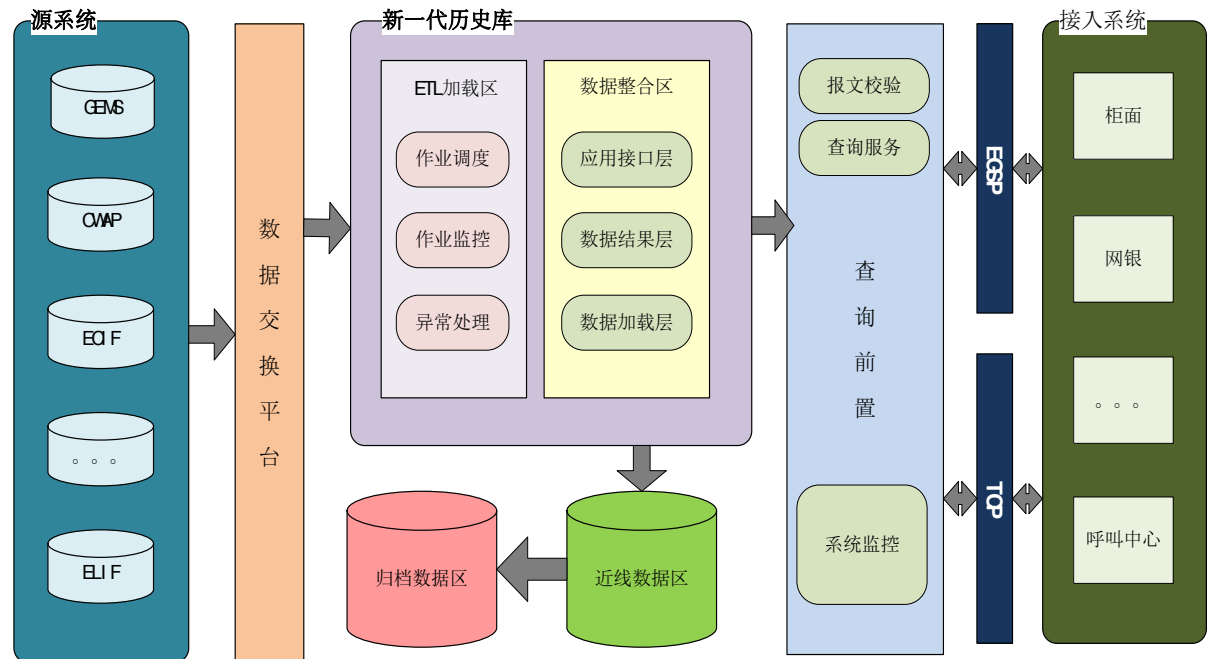 源系统
GEMS
CWAP
ECIF
。。。
ELIF
数据交换平台
新一代历史库
ETL加载区
作业调度
作业监控
异常处理
数据整合区
应用接口层
数据结果层
数据加载层
归档数据区
近线数据区
报文校验
查询服务
查询前置
系统监控
EGSP
TOP
接入系统
柜面
网银
。。。
呼叫中心